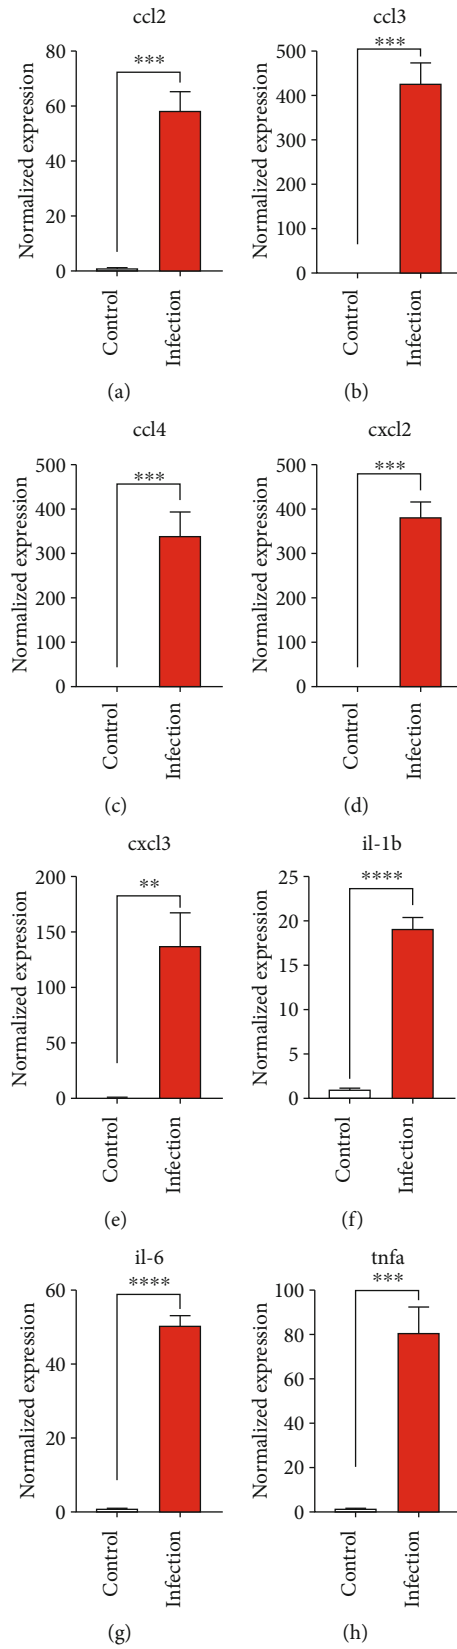 ccl2
Normalized expression
80
60
40
20
0
***
Control
Infection
(a)
ccl3
Normalized expression
500
400
300
200
100
0
***
Control
Infection
(b)
ccl4
Normalized expression
500
400
300
200
100
0
***
Control
Infection
(c)
cxcl2
Normalized expression
500
400
300
200
100
0
***
Control
Infection
(d)
cxcl3
Normalized expression
200
150
100
50
0
**
Control
Infection
(e)
il-1b
Normalized expression
25
20
15
10
5
0
****
Control
Infection
(f)
il-6
Normalized expression
60
40
20
0
****
Control
Infection
(g)
tnfa
Normalized expression
100
80
60
40
20
0
***
Control
Infection
(h)